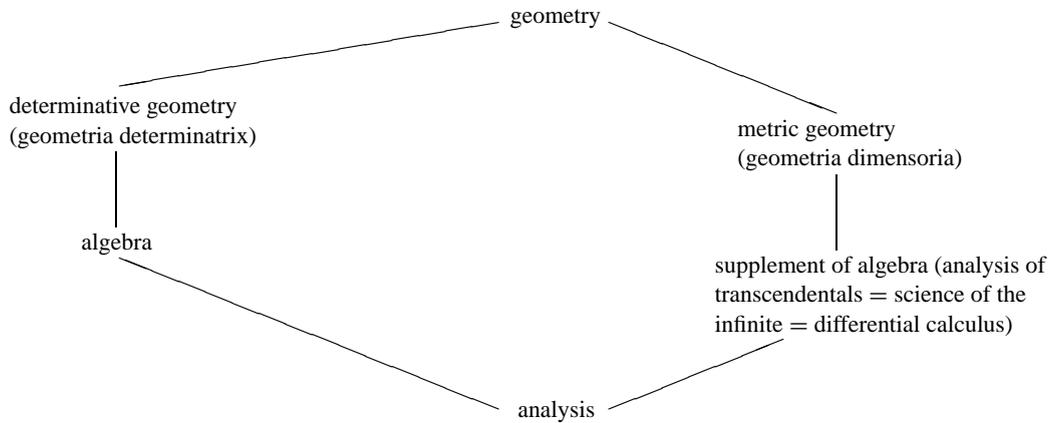 geometry
determinative geometry
(geometria determinatrix)
metric geometry
(geometria dimensoria)
algebra
supplement of algebra (analysis of
transcendentals = science of the
infinite = differential calculus)
analysis